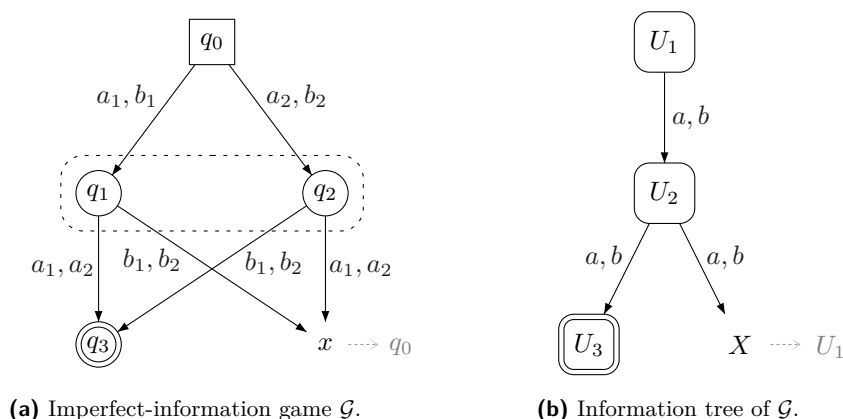 q0 U1
a1, b1 a2, b2 a, b
q1 q2 U2
a1, a2 b1, b2 b1, b2 a1, a2 a, b a, b
q3 x q0 U3 X U1
(a) Imperfect-information game G. (b) Information tree of G.